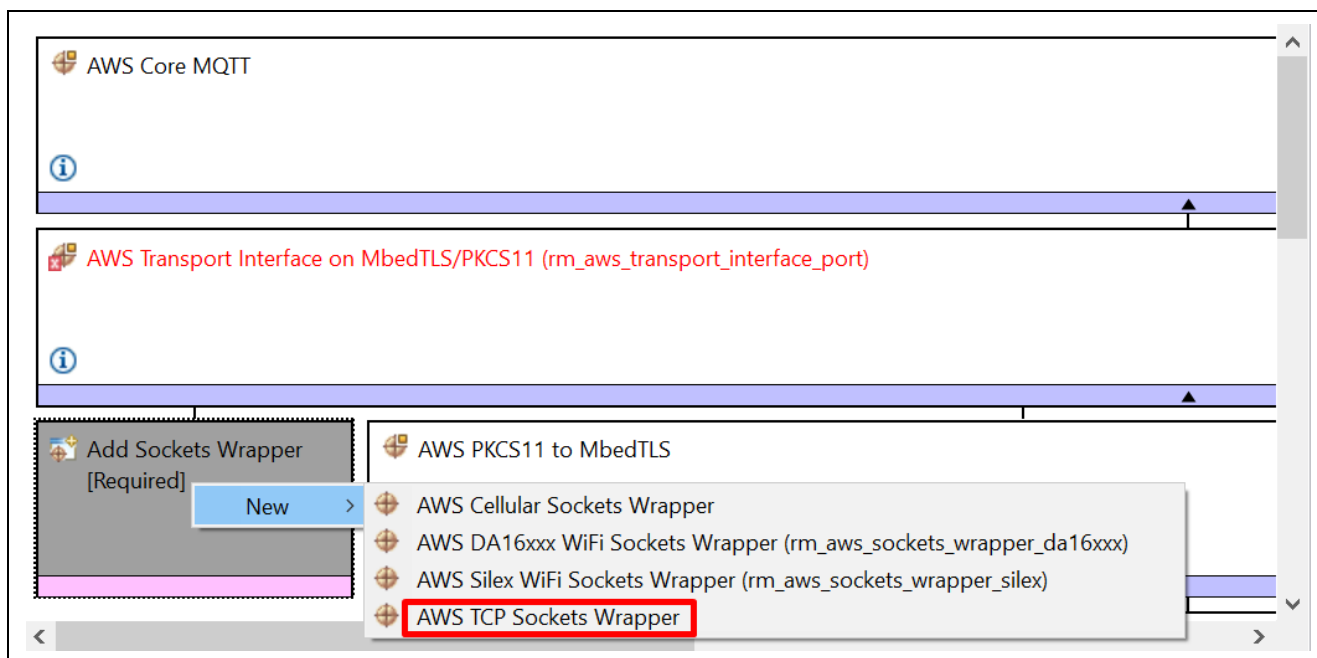 AWS Core MQTT
AWS Transport Interface on MbedTLS/PKCS11 (rm_aws_transport_interface_port)
Add Sockets Wrapper
[Required]
AWS PKCS11 to MbedTLS
New
AWS Cellular Sockets Wrapper
AWS DA16xxx WiFi Sockets Wrapper (rm_aws_sockets_wrapper_da16xxx)
AWS Silex WiFi Sockets Wrapper (rm_aws_sockets_wrapper_silex)
AWS TCP Sockets Wrapper